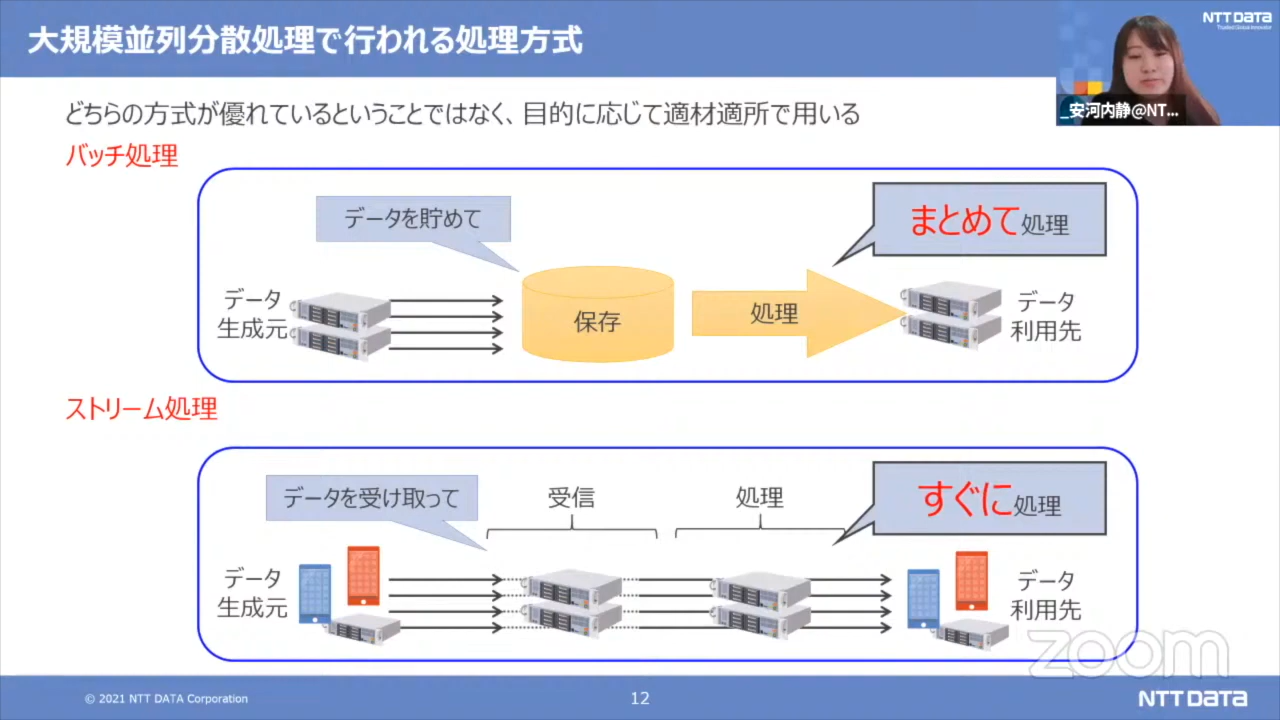 大規模並列分散処理で行われる処理方式
NTT DATA
Trusted Global Innovator
_安河内静@NT...
どちらの方式が優れているということではなく、目的に応じて適材適所で用いる
バッチ処理
データを貯めて
まとめて処理
データ
生成元
保存
処理
データ
利用先
ストリーム処理
データを受け取って
受信
処理
すぐに処理
データ
生成元
データ
利用先
zoom
© 2021 NTT DATA Corporation
12
NTT DATA